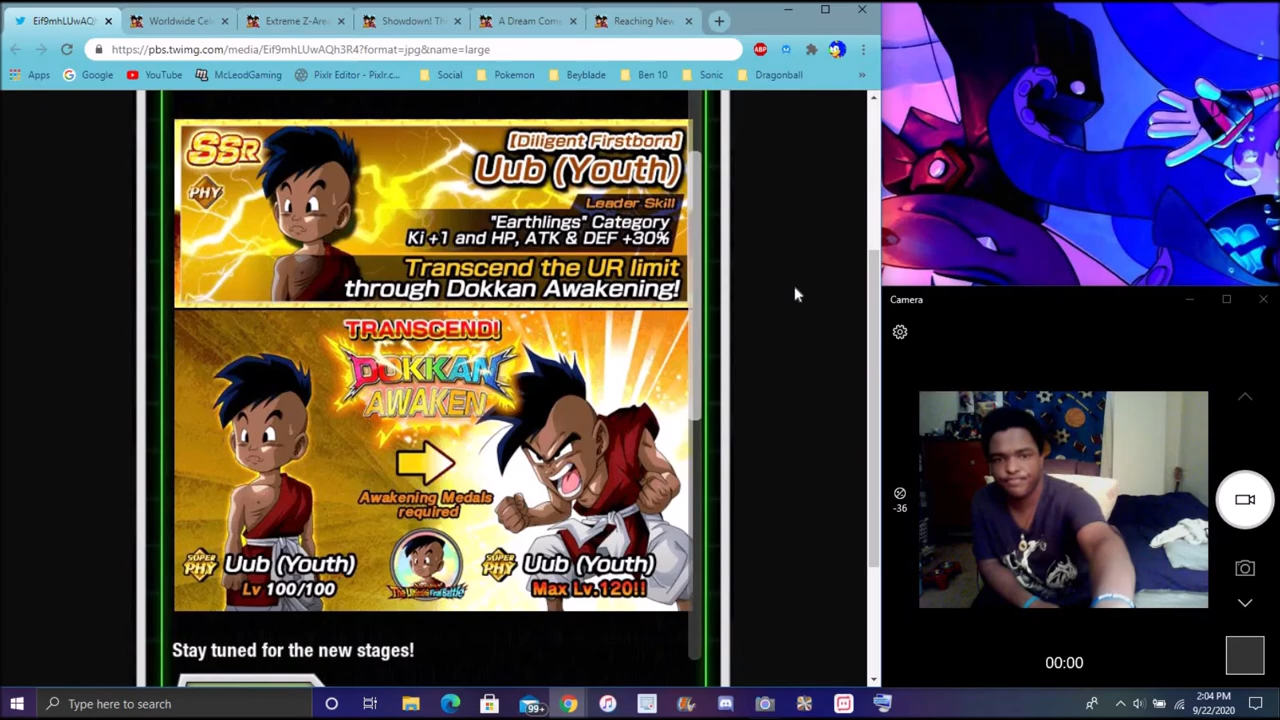 Eif9mhLUwAQ
Worldwide Cel
Extreme Z-Are
Showdown! Th
A Dream Com
Reaching New
https://pbs.twimg.com/media/Eif9mhLUwAQh3R4?format=jpg&name=large
ABP
Apps
Google
YouTube
McLeodGaming
Pixlr Editor - Pixlr.c...
Social
Pokemon
Beyblade
Ben 10
Sonic
Dragonball
»
SSR
PHY
[Diligent Firstborn]
Uub (Youth)
Leader Skill
"Earthlings" Category
Ki +1 and HP, ATK & DEF +30%
Transcend the UR limit
through Dokkan Awakening!
TRANSCEND!
DOKKAN
AWAKEN
Awakening Medals
required
SUPER
PHY
Uub (Youth)
Lv 100/100
SUPER
PHY
Uub (Youth)
Max Lv.120!!
Stay tuned for the new stages!
Camera
-36
00:00
Type here to search
99+
2:04 PM
9/22/2020